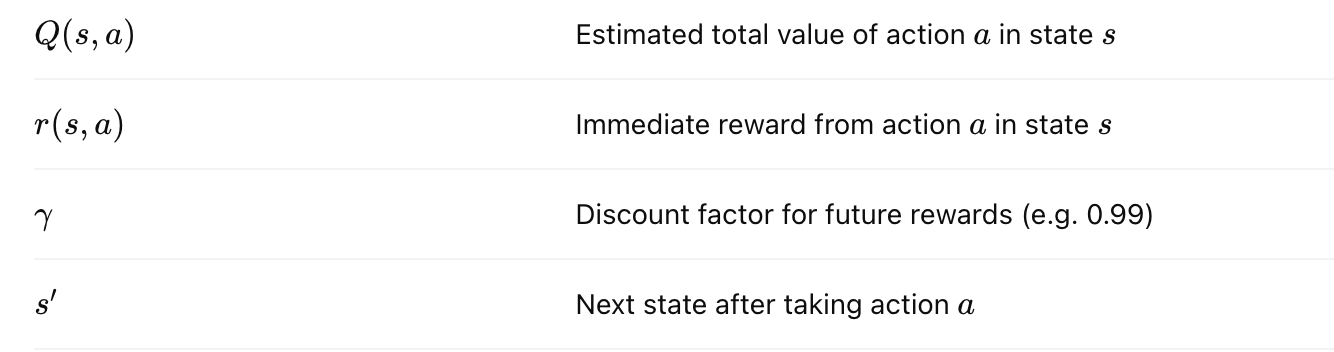 Q(s, a) Estimated total value of action a in state s
r(s, a) Immediate reward from action a in state s
γ Discount factor for future rewards (e.g. 0.99)
s′ Next state after taking action a